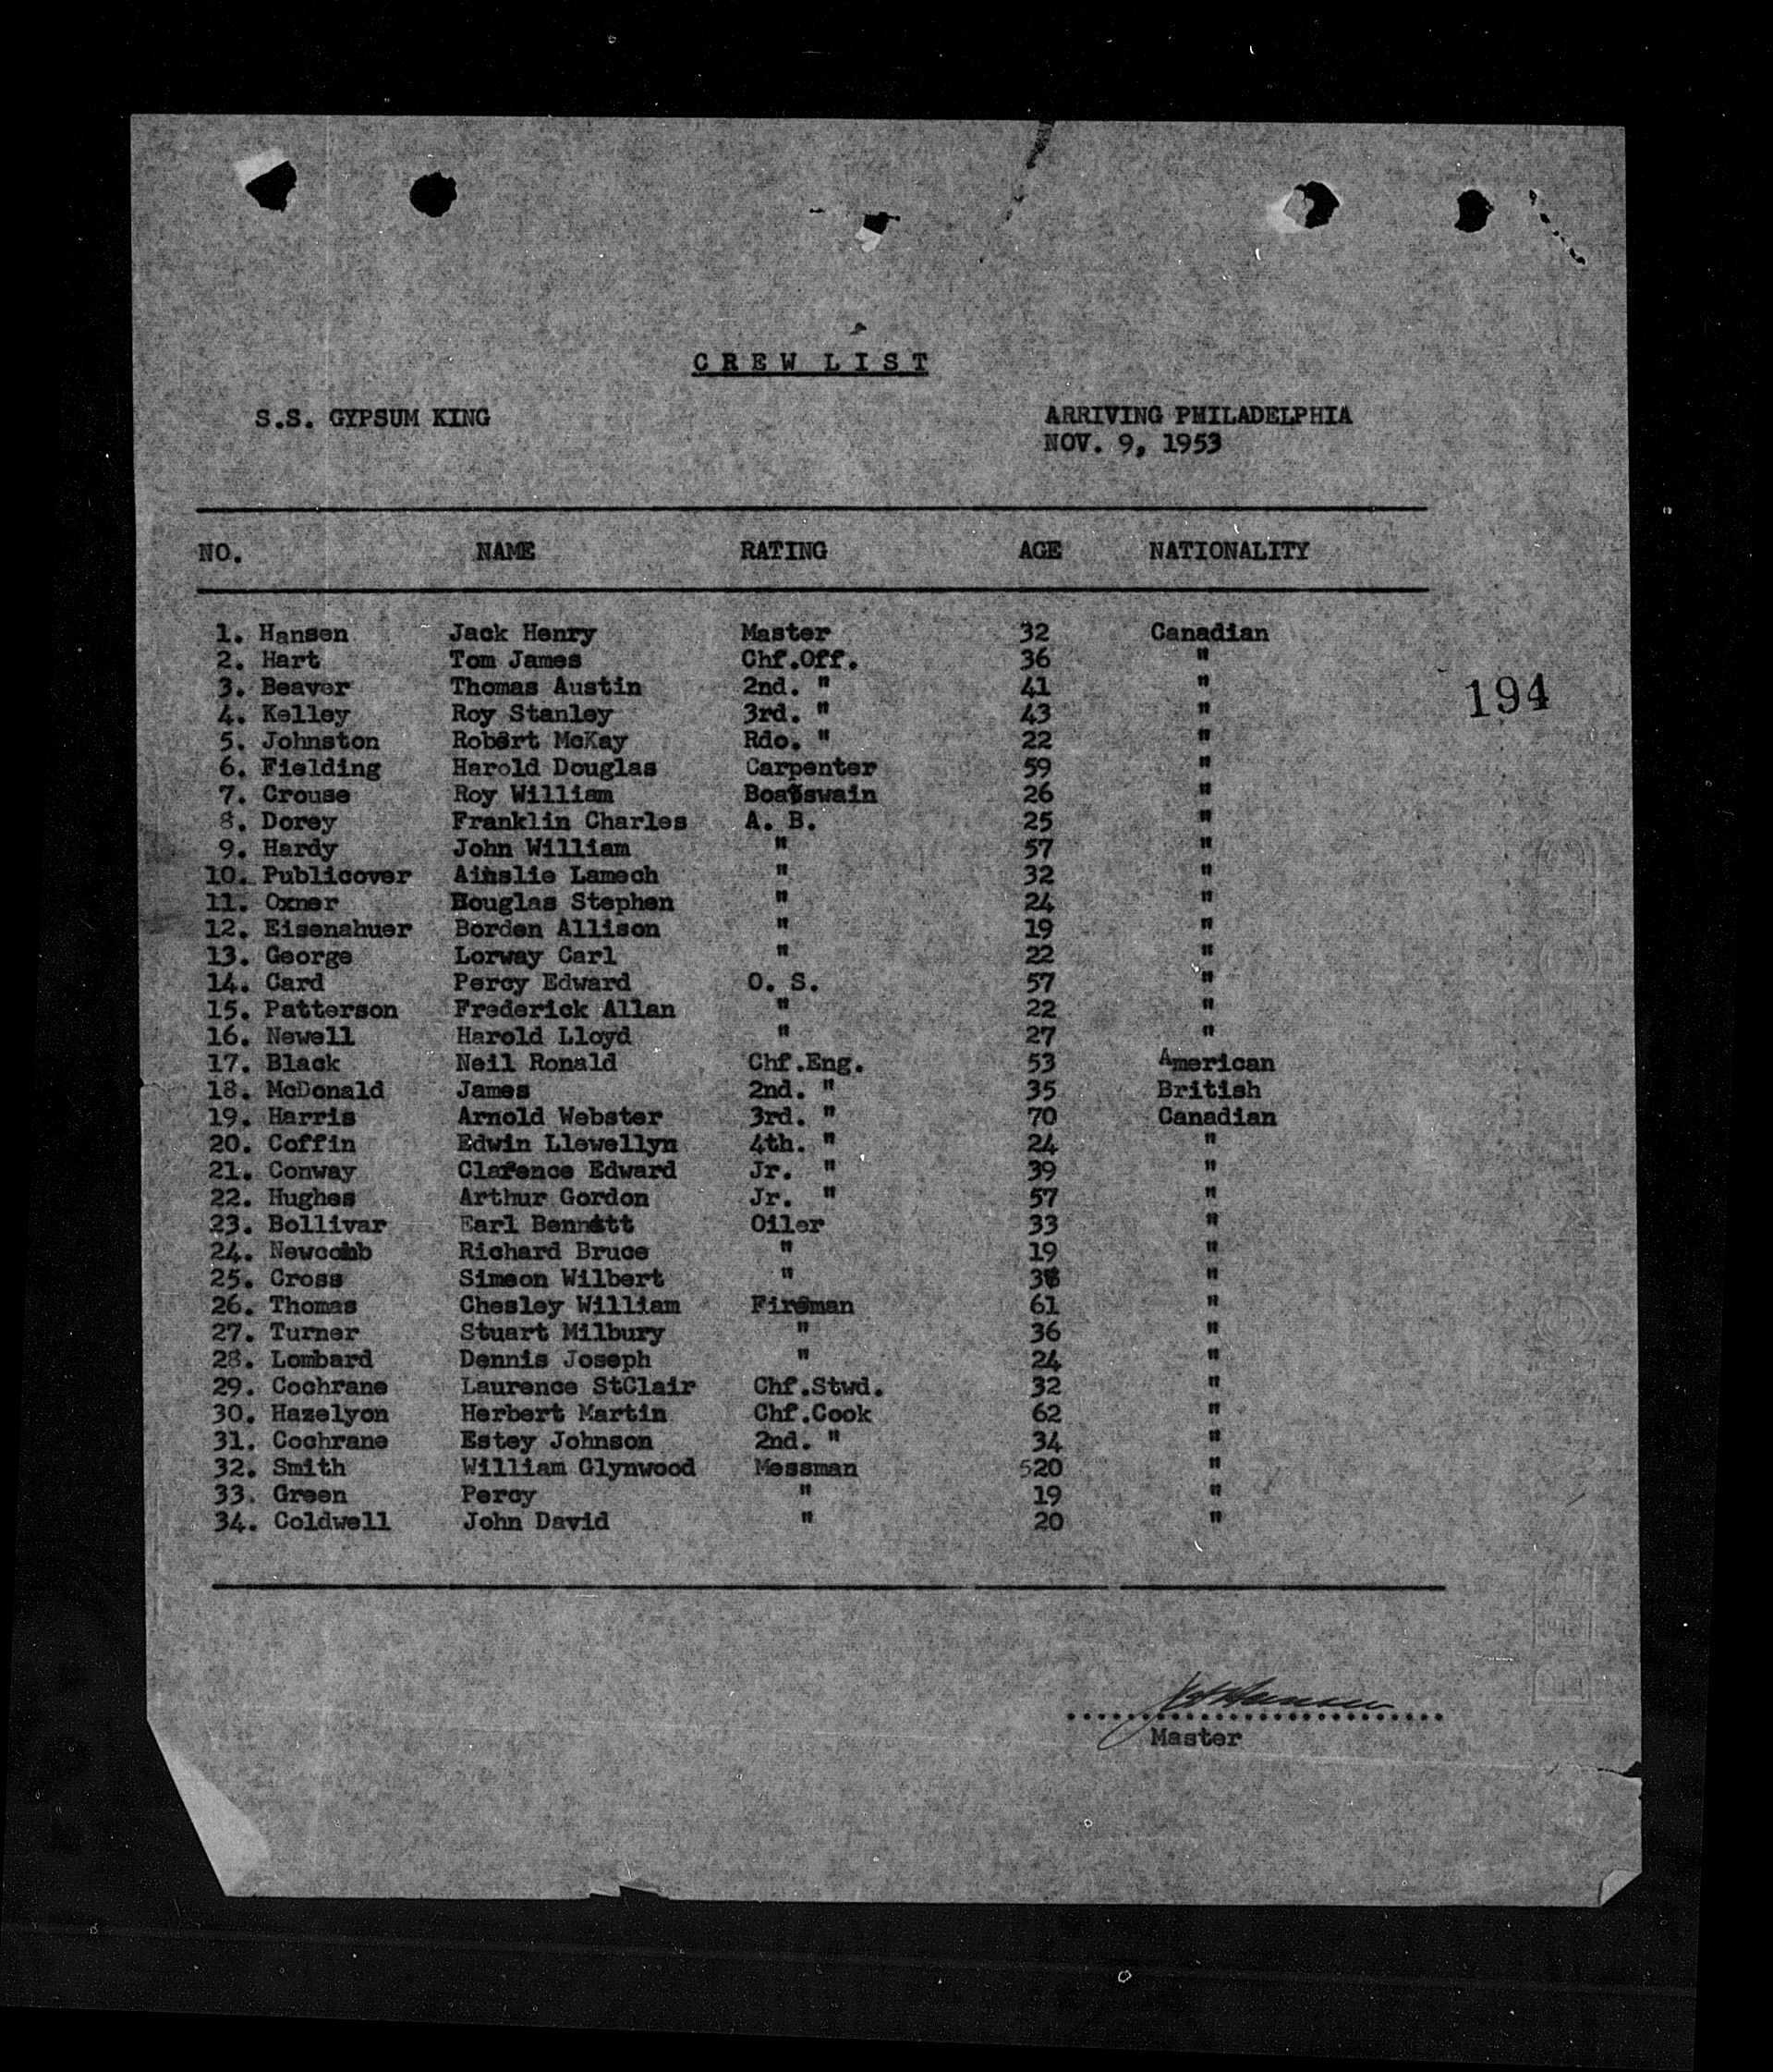 CREW LIST
S.S. GYPSUM KING ARRIVING PHILADELPHIA
NOV. 9, 1953
NO. NAME RATING AGE NATIONALITY
1. Hansen Jack Henry Master 32 Canadian
2. Hart Tom James Chf.Off. 36 "
3. Beaver Thomas Austin 2nd. " 41 "
194
4. Kelley Roy Stanley 3rd. " 43 "
5. Johnston Robert McKay Rdo. " 22 "
6. Fielding Harold Douglas Carpenter 59 "
7. Crouse Roy William Boatswain 26 "
8. Dorey Franklin Charles A. B. 25 "
9. Hardy John William " 57 "
10. Publicover Ainslie Lamech " 32 "
11. Oxner Douglas Stephen " 24 "
12. Eisenahuer Borden Allison " 19 "
13. George Lorway Carl " 22 "
14. Card Percy Edward O. S. 57 "
15. Patterson Frederick Allan " 22 "
16. Newell Harold Lloyd " 27 "
17. Black Neil Ronald Chf.Eng. 53 American
18. McDonald James 2nd. " 35 British
19. Harris Arnold Webster 3rd. " 70 Canadian
20. Coffin Edwin Llewellyn 4th. " 24 "
21. Conway Clarence Edward Jr. " 39 "
22. Hughes Arthur Gordon Jr. " 57 "
23. Bollivar Earl Bennett Oiler 33 "
24. Newcomb Richard Bruce " 19 "
25. Cross Simeon Wilbert " "
26. Thomas Chesley William Fireman 61 "
27. Turner Stuart Milbury " 36 "
28. Lombard Dennis Joseph " 24 "
29. Cochrane Laurence StClair Chf.Stwd. 32 "
30. Hazelyon Herbert Martin Chf.Cook 62 "
31. Cochrane Estey Johnson 2nd. " 34 "
32. Smith William Glynwood Messman 520 "
33. Green Percy " 19 "
34. Coldwell John David " 20 "
Master